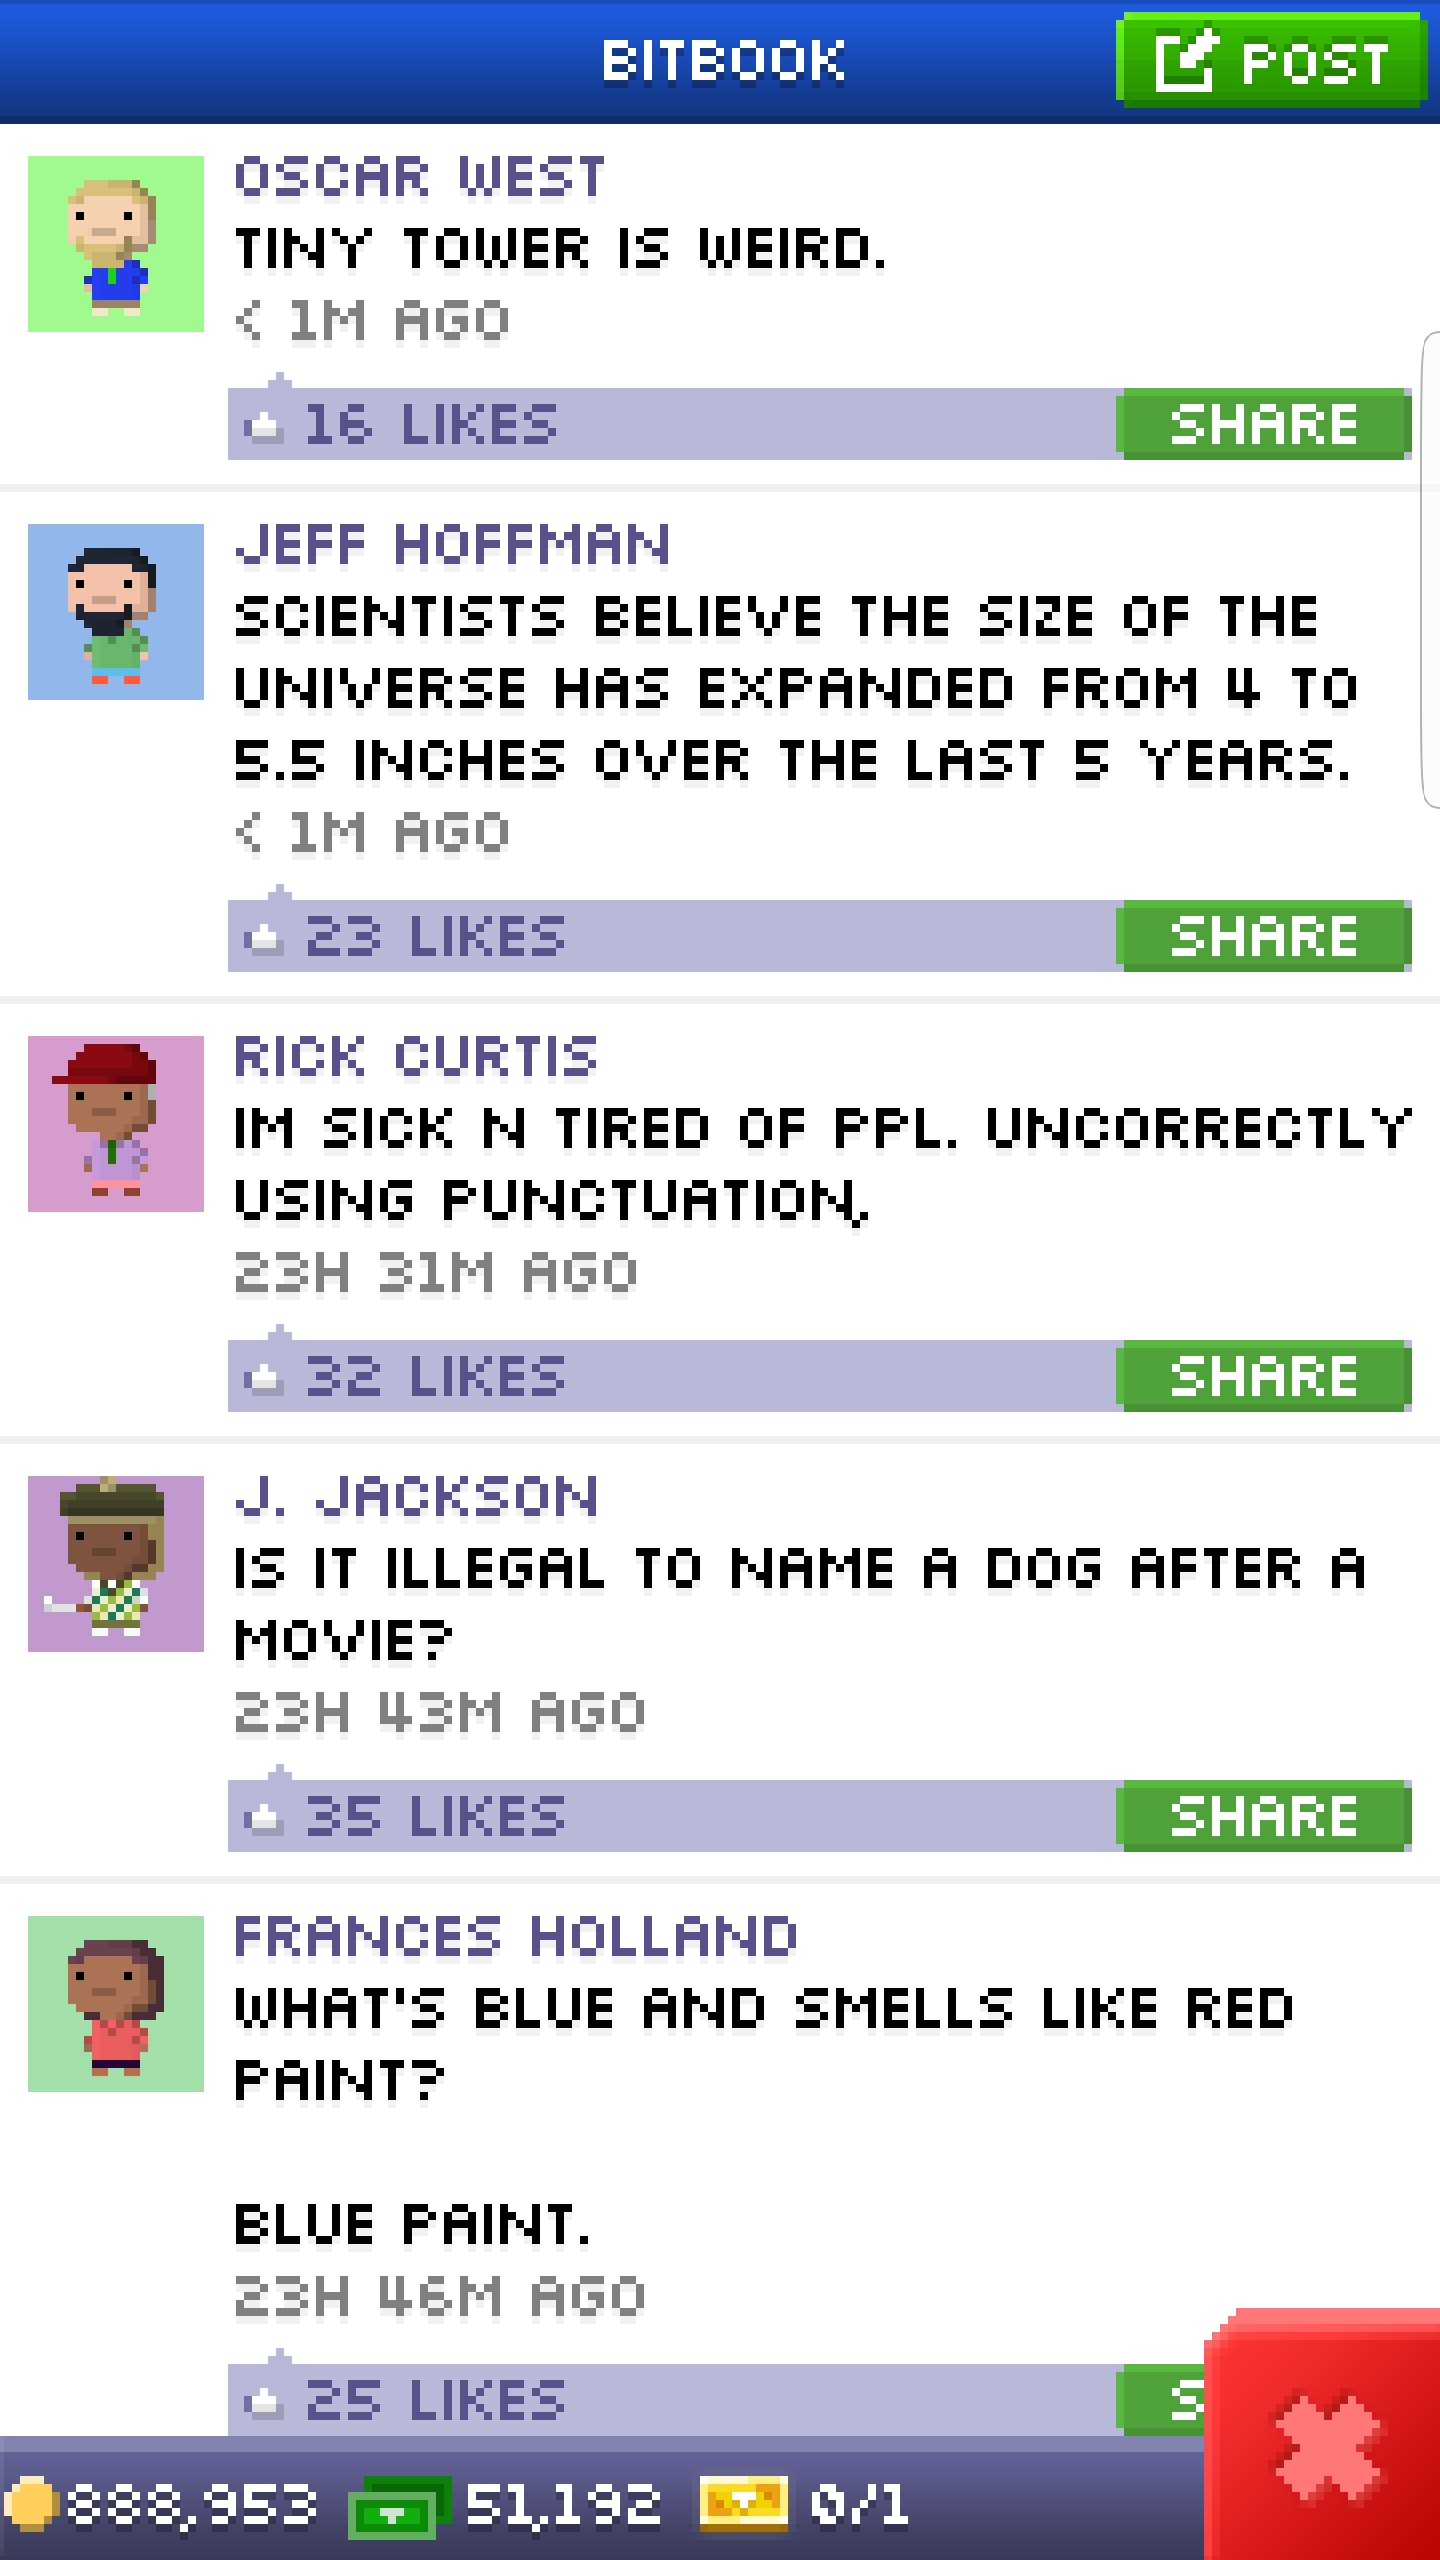 BITBOOK
POST
OSCAR WEST
TINY TOWER IS WEIRD.
< 1M AGO
16 LIKES
SHARE
JEFF HOFFMAN
SCIENTISTS BELIEVE THE SIZE OF THE
UNIVERSE HAS EXPANDED FROM 4 TO
5.5 INCHES OVER THE LAST 5 YEARS.
< 1M AGO
23 LIKES
SHARE
RICK CURTIS
IM SICK N TIRED OF PPL. UNCORRECTLY
USING PUNCTUATION,
23H 31M AGO
32 LIKES
SHARE
J. JACKSON
IS IT ILLEGAL TO NAME A DOG AFTER A
MOVIE?
23H 43M AGO
35 LIKES
SHARE
FRANCES HOLLAND
WHAT'S BLUE AND SMELLS LIKE RED
PAINT?
BLUE PAINT.
23H 46M AGO
25 LIKES
S
888,953
51,192
0/1